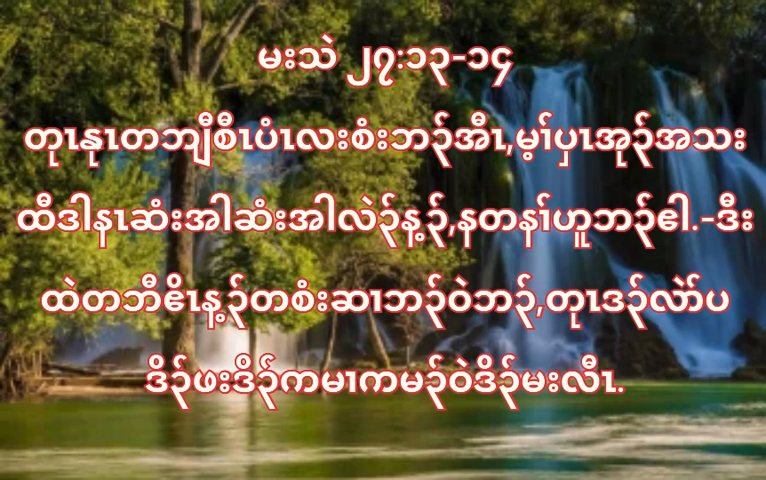 မးသဲ ၂၇:၁၃-၁၄
တုၤနုၤတဘျီစီၤပံၤလးစံးဘၣ်အီၤ,မ့ၢ်ပှၤအုၣ်အသး
ထီဒါနၤဆံးအါဆံးအါလဲၣ်န့ၣ်,နတနၢ်ဟူဘၣ်ဧါ.-ဒီး
ထဲတဘီဧိၤန့ၣ်တစံးဆၢဘၣ်ဝဲဘၣ်,တုၤဒၣ်လဲာ်ပ
ဒိၣ်ဖးဒိၣ်ကမၢကမၣ်ဝဲဒိၣ်မးလီၤ.